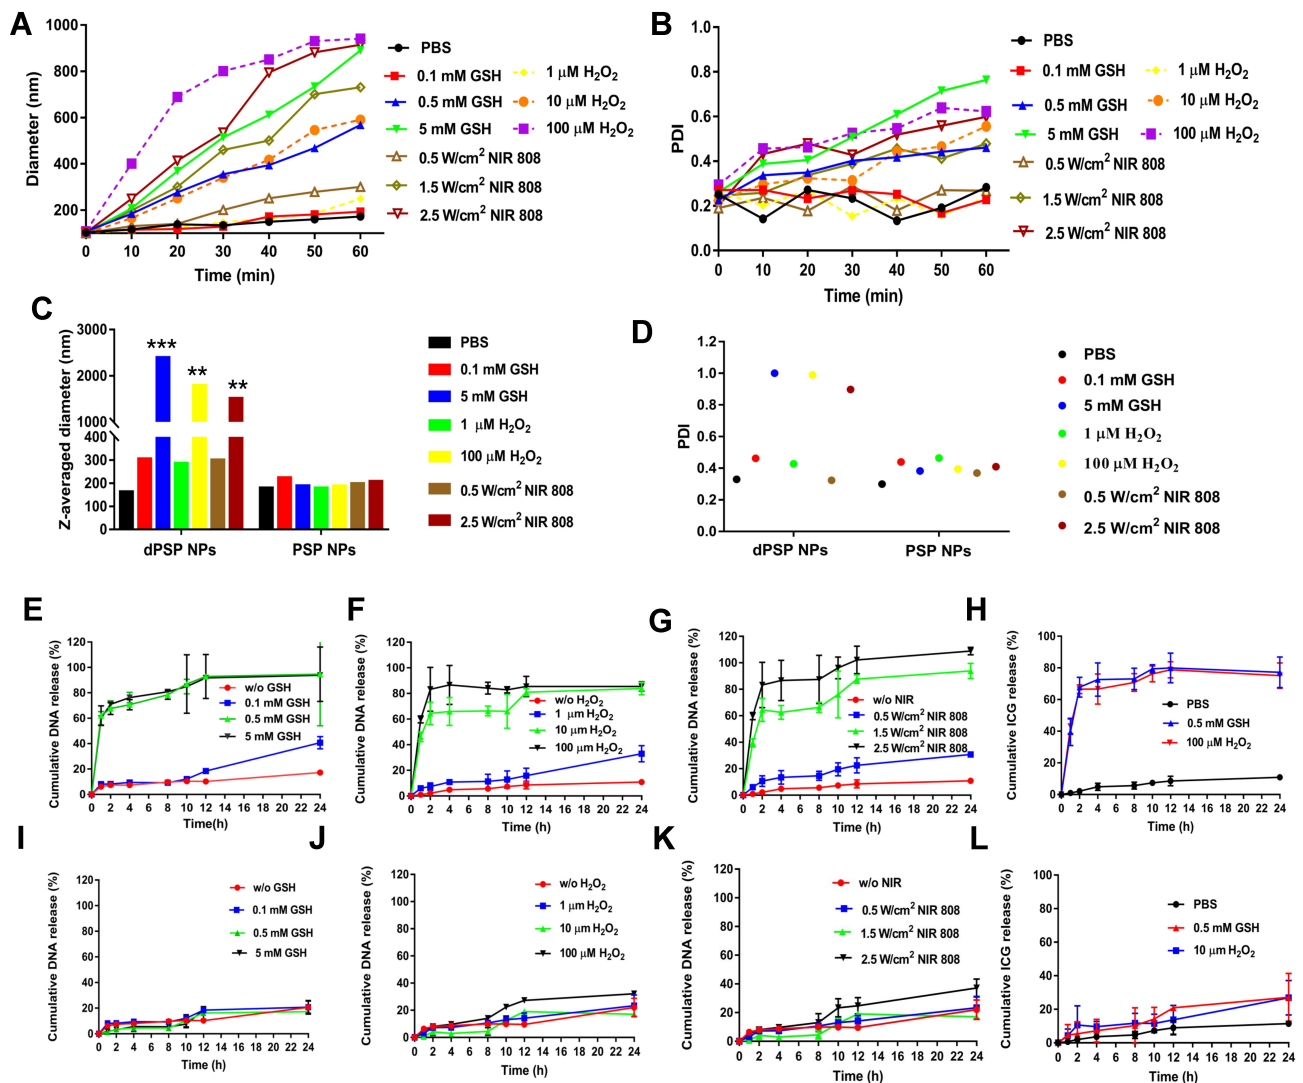 A
1000
800
600
400
200
0
10
20
30
40
50
60
Diameter (nm)
Time (min)
PBS
0.1 mM GSH
0.5 mM GSH
5 mM GSH
0.5 W/cm² NIR 808
1.5 W/cm² NIR 808
2.5 W/cm² NIR 808
1 μM H₂O₂
10 μM H₂O₂
100 μM H₂O₂
B
1.0
0.8
0.6
0.4
0.2
0.0
0
10
20
30
40
50
60
PDI
Time (min)
PBS
0.1 mM GSH
0.5 mM GSH
5 mM GSH
0.5 W/cm² NIR 808
1.5 W/cm² NIR 808
2.5 W/cm² NIR 808
1 μM H₂O₂
10 μM H₂O₂
100 μM H₂O₂
C
3000
2000
1000
400
300
200
100
0
Z-averaged diameter (nm)
***
**
**
dPSP NPs
PSP NPs
PBS
0.1 mM GSH
5 mM GSH
1 μM H₂O₂
100 μM H₂O₂
0.5 W/cm² NIR 808
2.5 W/cm² NIR 808
D
1.2
1.0
0.8
0.6
0.4
0.2
0.0
PDI
dPSP NPs
PSP NPs
PBS
0.1 mM GSH
5 mM GSH
1 μM H₂O₂
100 μM H₂O₂
0.5 W/cm² NIR 808
2.5 W/cm² NIR 808
E
120
100
80
60
40
20
0
Cumulative DNA release (%)
w/o GSH
0.1 mM GSH
0.5 mM GSH
5 mM GSH
0 2 4 6 8 10 12 14 16 18 20 22 24
Time(h)
F
120
100
80
60
40
20
0
Cumulative DNA release (%)
w/o H₂O₂
1 μm H₂O₂
10 μm H₂O₂
100 μm H₂O₂
0 2 4 6 8 10 12 14 16 18 20 22 24
Time (h)
G
120
100
80
60
40
20
0
Cumulative DNA release (%)
w/o NIR
0.5 W/cm² NIR 808
1.5 W/cm² NIR 808
2.5 W/cm² NIR 808
0 2 4 6 8 10 12 14 16 18 20 22 24
Time (h)
H
100
80
60
40
20
0
Cumulative ICG release (%)
PBS
0.5 mM GSH
100 μM H₂O₂
0 2 4 6 8 10 12 14 16 18 20 22 24
Time (h)
I
120
100
80
60
40
20
0
Cumulative DNA release (%)
w/o GSH
0.1 mM GSH
0.5 mM GSH
5 mM GSH
0 2 4 6 8 10 12 14 16 18 20 22 24
Time (h)
J
120
100
80
60
40
20
0
Cumulative DNA release (%)
w/o H₂O₂
1 μm H₂O₂
10 μm H₂O₂
100 μM H₂O₂
0 2 4 6 8 10 12 14 16 18 20 22 24
Time (h)
K
120
100
80
60
40
20
0
Cumulative DNA release (%)
w/o NIR
0.5 W/cm² NIR 808
1.5 W/cm² NIR 808
2.5 W/cm² NIR 808
0 2 4 6 8 10 12 14 16 18 20 22 24
Time (h)
L
100
80
60
40
20
0
Cumulative ICG release (%)
PBS
0.5 mM GSH
10 μm H₂O₂
0 2 4 6 8 10 12 14 16 18 20 22 24
Time (h)